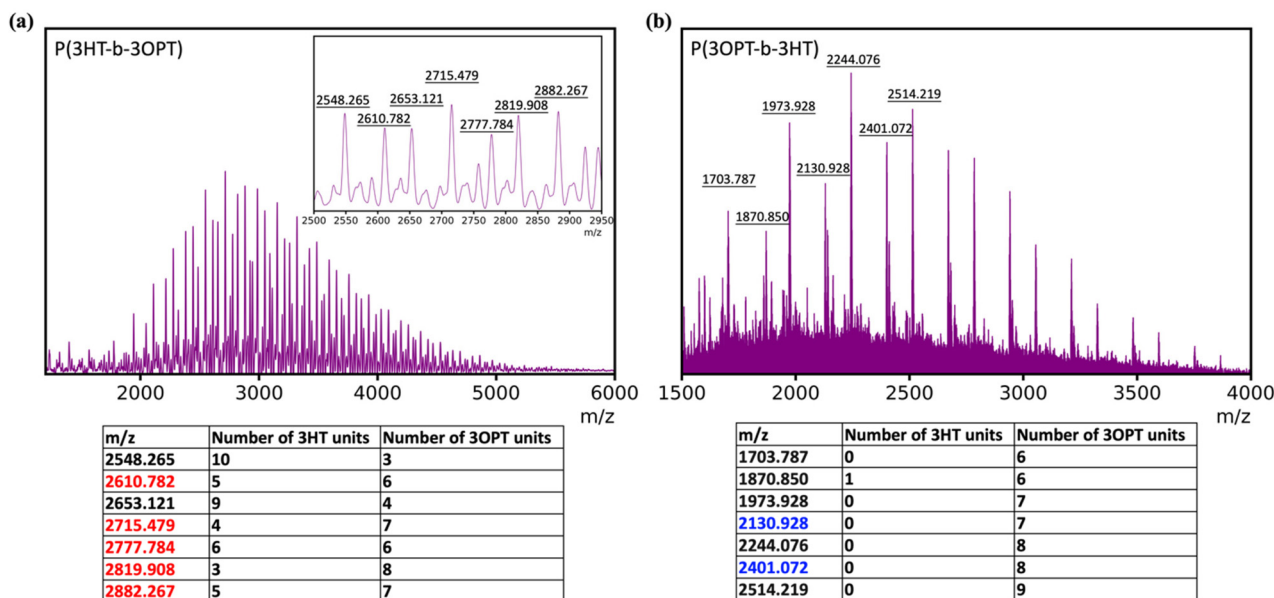 (a)
P(3HT-b-3OPT)
2715.479
2548.265
2653.121
2882.267
2819.908
2610.782
2777.784
2500 2550 2600 2650 2700 2750 2800 2850 2900 2950
m/z
2000 3000 4000 5000 6000
m/z
m/z Number of 3HT units Number of 3OPT units
2548.265 10 3
2610.782 5 6
2653.121 9 4
2715.479 4 7
2777.784 6 6
2819.908 3 8
2882.267 5 7
(b)
P(3OPT-b-3HT)
2244.076
2514.219
1973.928
2401.072
2130.928
1703.787
1870.850
1500 2000 2500 3000 3500 4000
m/z
m/z Number of 3HT units Number of 3OPT units
1703.787 0 6
1870.850 1 6
1973.928 0 7
2130.928 0 7
2244.076 0 8
2401.072 0 8
2514.219 0 9